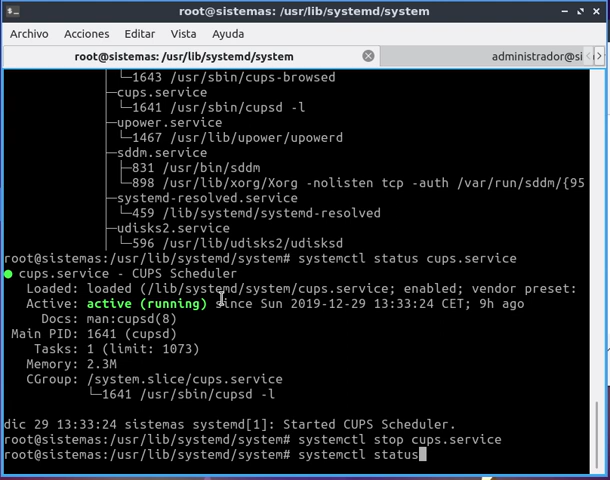 root@sistemas: /usr/lib/systemd/system
Archivo Acciones Editar Vista Ayuda
root@sistemas: /usr/lib/systemd/system administrador@si
└─1643 /usr/sbin/cups-browsed
├─cups.service
└─1641 /usr/sbin/cupsd -l
├─upower.service
└─1467 /usr/lib/upower/upowerd
├─sddm.service
├─831 /usr/bin/sddm
└─898 /usr/lib/xorg/Xorg -nolisten tcp -auth /var/run/sddm/{95
├─systemd-resolved.service
└─459 /lib/systemd/systemd-resolved
└─udisks2.service
└─596 /usr/lib/udisks2/udisksd
root@sistemas:/usr/lib/systemd/system# systemctl status cups.service
● cups.service - CUPS Scheduler
Loaded: loaded (/lib/systemd/system/cups.service; enabled; vendor preset:
Active: active (running) since Sun 2019-12-29 13:33:24 CET; 9h ago
Docs: man:cupsd(8)
Main PID: 1641 (cupsd)
Tasks: 1 (limit: 1073)
Memory: 2.3M
CGroup: /system.slice/cups.service
└─1641 /usr/sbin/cupsd -l
dic 29 13:33:24 sistemas systemd[1]: Started CUPS Scheduler.
root@sistemas:/usr/lib/systemd/system# systemctl stop cups.service
root@sistemas:/usr/lib/systemd/system# systemctl status